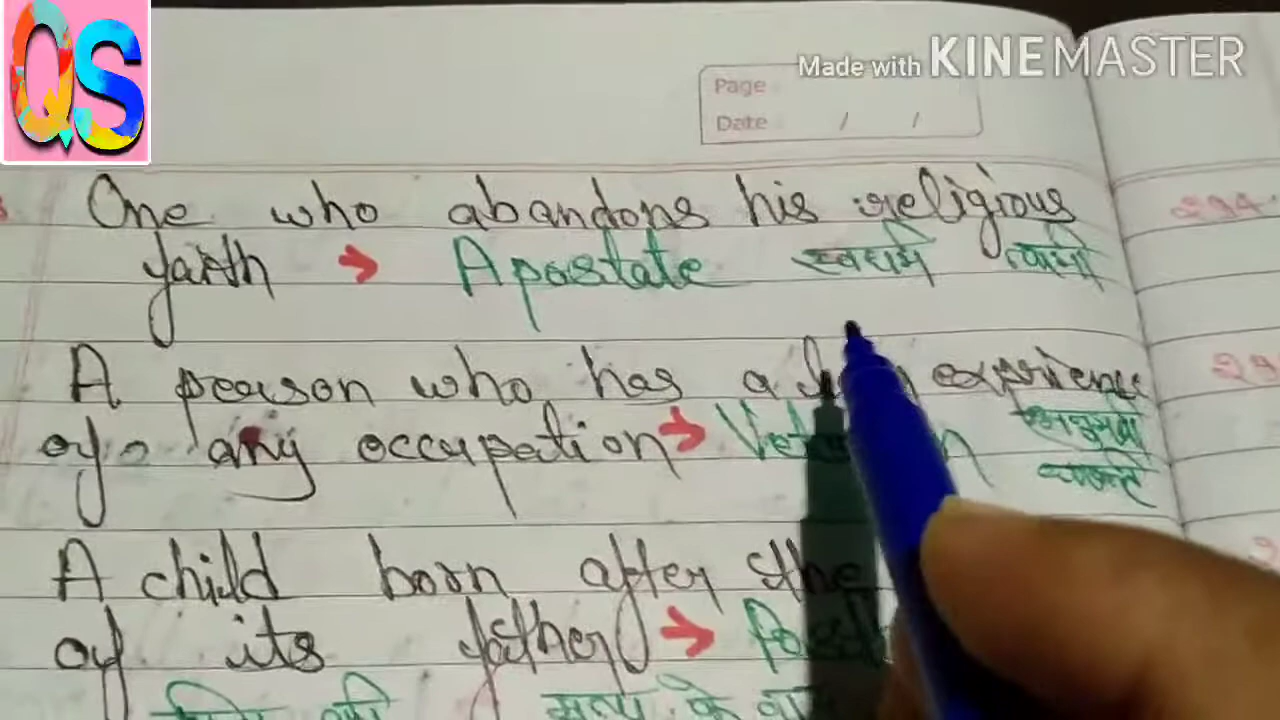 QS
Made with KINEMASTER
Page
Date / /
One who abandons his religious
faith → Apostate स्वधर्म त्यागी
A person who has a experience
of any occupation → अनुभवी
व्यक्ति
A child born after the
of its father →
मृत्यु के बाद